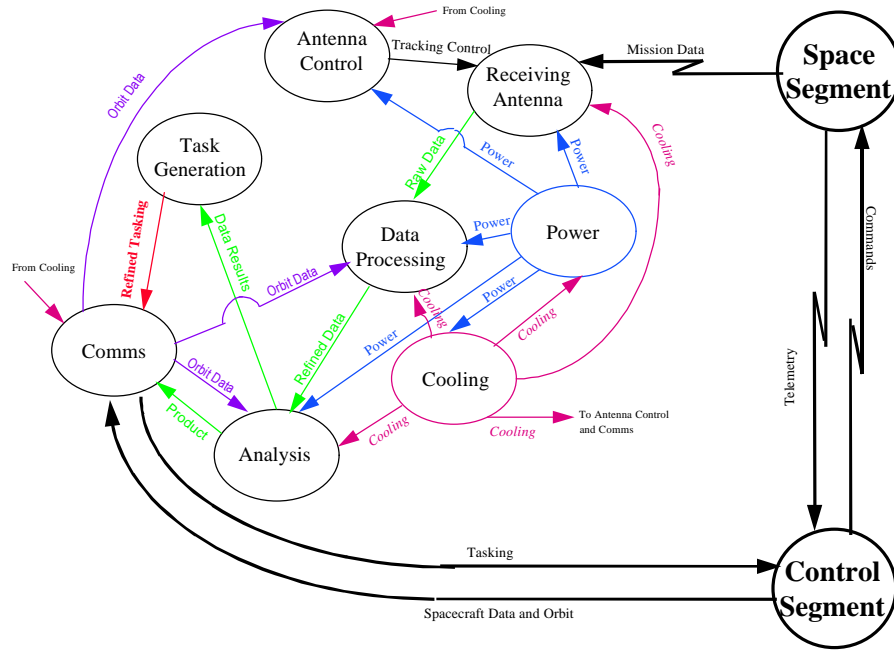 From Cooling
Antenna
Control
Tracking Control
Mission Data
Space
Segment
Receiving
Antenna
Orbit Data
Task
Generation
Raw Data
Power
Power
Cooling
Refined Tasking
Data Results
Data
Processing
Power
Power
Commands
From Cooling
Orbit Data
Cooling
Power
Cooling
Comms
Orbit Data
Refined Data
Power
Cooling
Telemetry
Product
Analysis
Cooling
Cooling
To Antenna Control
and Comms
Tasking
Control
Segment
Spacecraft Data and Orbit